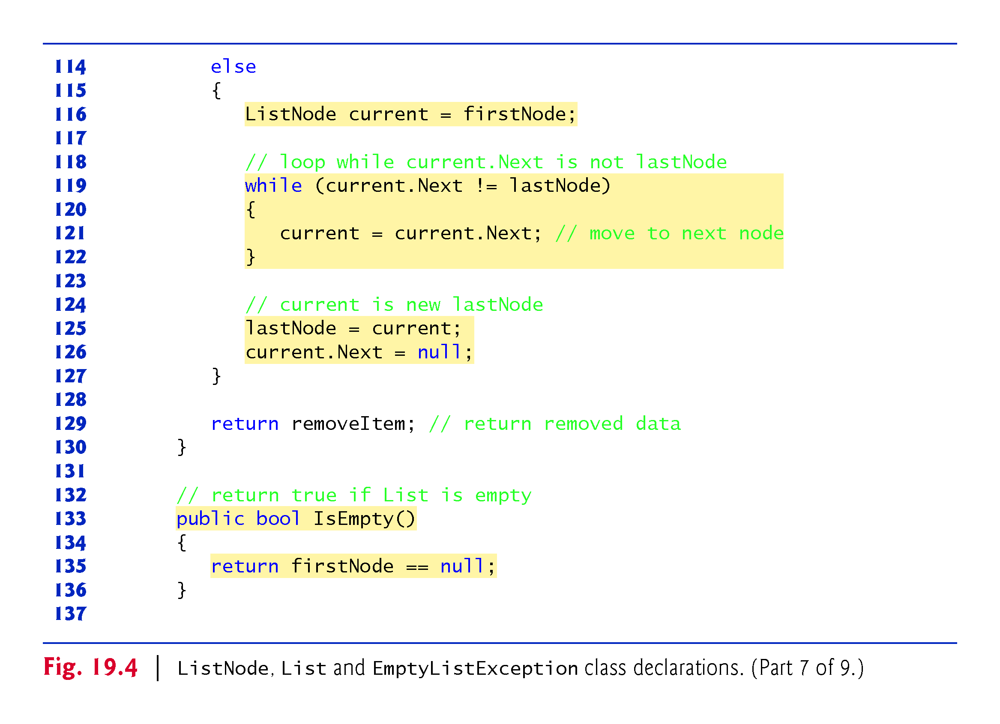 114 else
115 {
116 ListNode current = firstNode;
117
118 // loop while current.Next is not lastNode
119 while (current.Next != lastNode)
120 {
121 current = current.Next; // move to next node
122 }
123
124 // current is new lastNode
125 lastNode = current;
126 current.Next = null;
127 }
128
129 return removeItem; // return removed data
130 }
131
132 // return true if List is empty
133 public bool IsEmpty()
134 {
135 return firstNode == null;
136 }
137
Fig. 19.4 | ListNode, List and EmptyListException class declarations. (Part 7 of 9.)